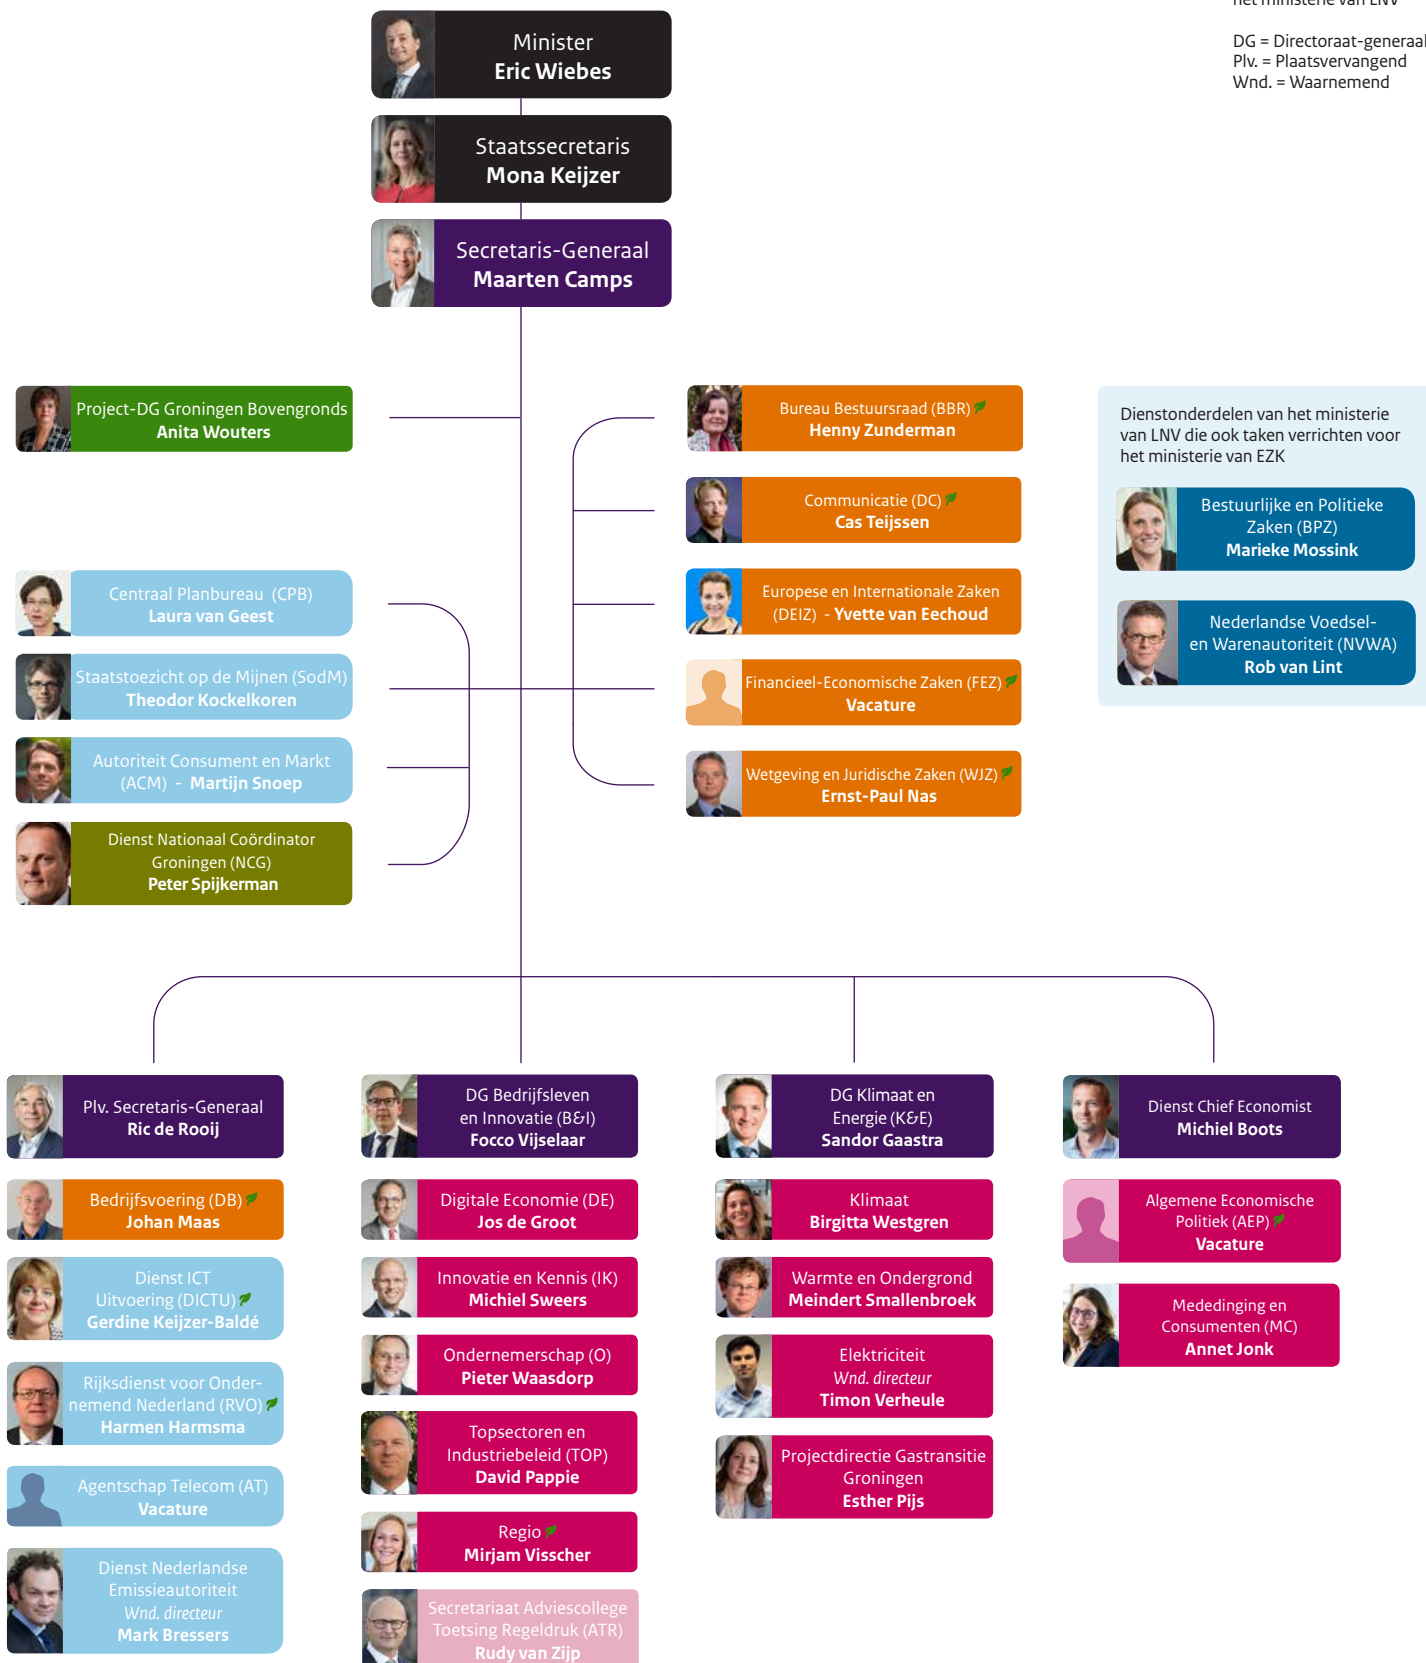 het ministerie van LNV
DG = Directoraat-generaal
Plv. = Plaatsvervangend
Wnd. = Waarnemend
Minister
Eric Wiebes
Staatssecretaris
Mona Keijzer
Secretaris-Generaal
Maarten Camps
Project-DG Groningen Bovengronds
Anita Wouters
Centraal Planbureau (CPB)
Laura van Geest
Staatstoezicht op de Mijnen (SodM)
Theodor Kockelkoren
Autoriteit Consument en Markt
(ACM) - Martijn Snoep
Dienst Nationaal Coördinator
Groningen (NCG)
Peter Spijkerman
Bureau Bestuursraad (BBR)
Henny Zunderman
Communicatie (DC)
Cas Teijssen
Europese en Internationale Zaken
(DEIZ) - Yvette van Eechoud
Financieel-Economische Zaken (FEZ)
Vacature
Wetgeving en Juridische Zaken (WJZ)
Ernst-Paul Nas
Dienstonderdelen van het ministerie
van LNV die ook taken verrichten voor
het ministerie van EZK
Bestuurlijke en Politieke
Zaken (BPZ)
Marieke Mossink
Nederlandse Voedsel-
en Warenautoriteit (NVWA)
Rob van Lint
Plv. Secretaris-Generaal
Ric de Rooij
Bedrijfsvoering (DB)
Johan Maas
Dienst ICT
Uitvoering (DICTU)
Gerdine Keijzer-Baldé
Rijksdienst voor Onder-
nemend Nederland (RVO)
Harmen Harmsma
Agentschap Telecom (AT)
Vacature
Dienst Nederlandse
Emissieautoriteit
Wnd. directeur
Mark Bressers
DG Bedrijfsleven
en Innovatie (B&I)
Focco Vijselaar
Digitale Economie (DE)
Jos de Groot
Innovatie en Kennis (IK)
Michiel Sweers
Ondernemerschap (O)
Pieter Waasdorp
Topsectoren en
Industriebeleid (TOP)
David Pappie
Regio
Mirjam Visscher
Secretariaat Adviescollege
Toetsing Regeldruk (ATR)
Rudy van Zijp
DG Klimaat en
Energie (K&E)
Sandor Gaastra
Klimaat
Birgitta Westgren
Warmte en Ondergrond
Meindert Smallenbroek
Elektriciteit
Wnd. directeur
Timon Verheule
Projectdirectie Gastransitie
Groningen
Esther Pijs
Dienst Chief Economist
Michiel Boots
Algemene Economische
Politiek (AEP)
Vacature
Mededinging en
Consumenten (MC)
Annet Jonk